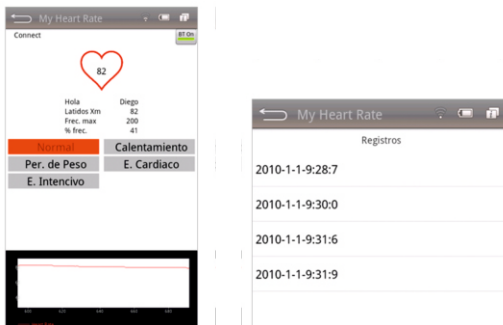 My Heart Rate
Connect
BT On
82
Hola Diego
Latidos Xm 82
Frec. max 200
% frec. 41
Normal Calentamiento
Per. de Peso E. Cardiaco
E. Intencivo
My Heart Rate
Registros
2010-1-1-9:28:7
2010-1-1-9:30:0
2010-1-1-9:31:6
2010-1-1-9:31:9